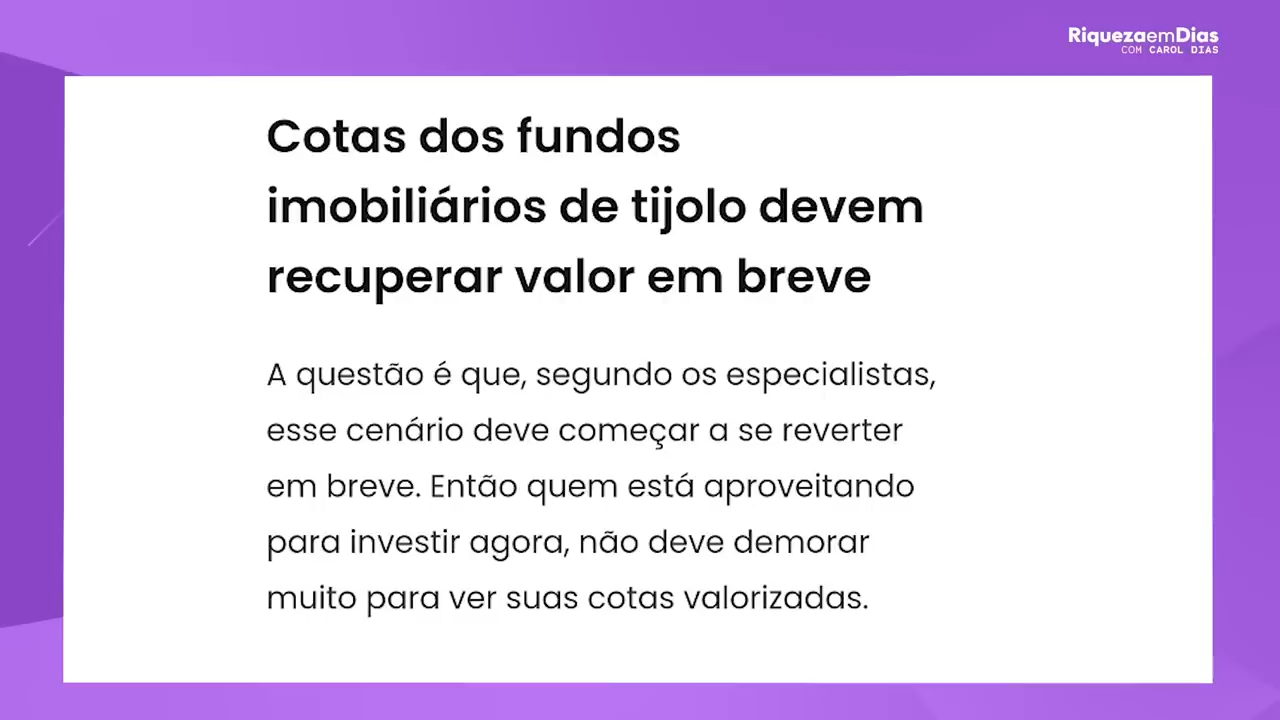 RiquezaemDias
COM CAROL DIAS
Cotas dos fundos
imobiliários de tijolo devem
recuperar valor em breve
A questão é que, segundo os especialistas,
esse cenário deve começar a se reverter
em breve. Então quem está aproveitando
para investir agora, não deve demorar
muito para ver suas cotas valorizadas.